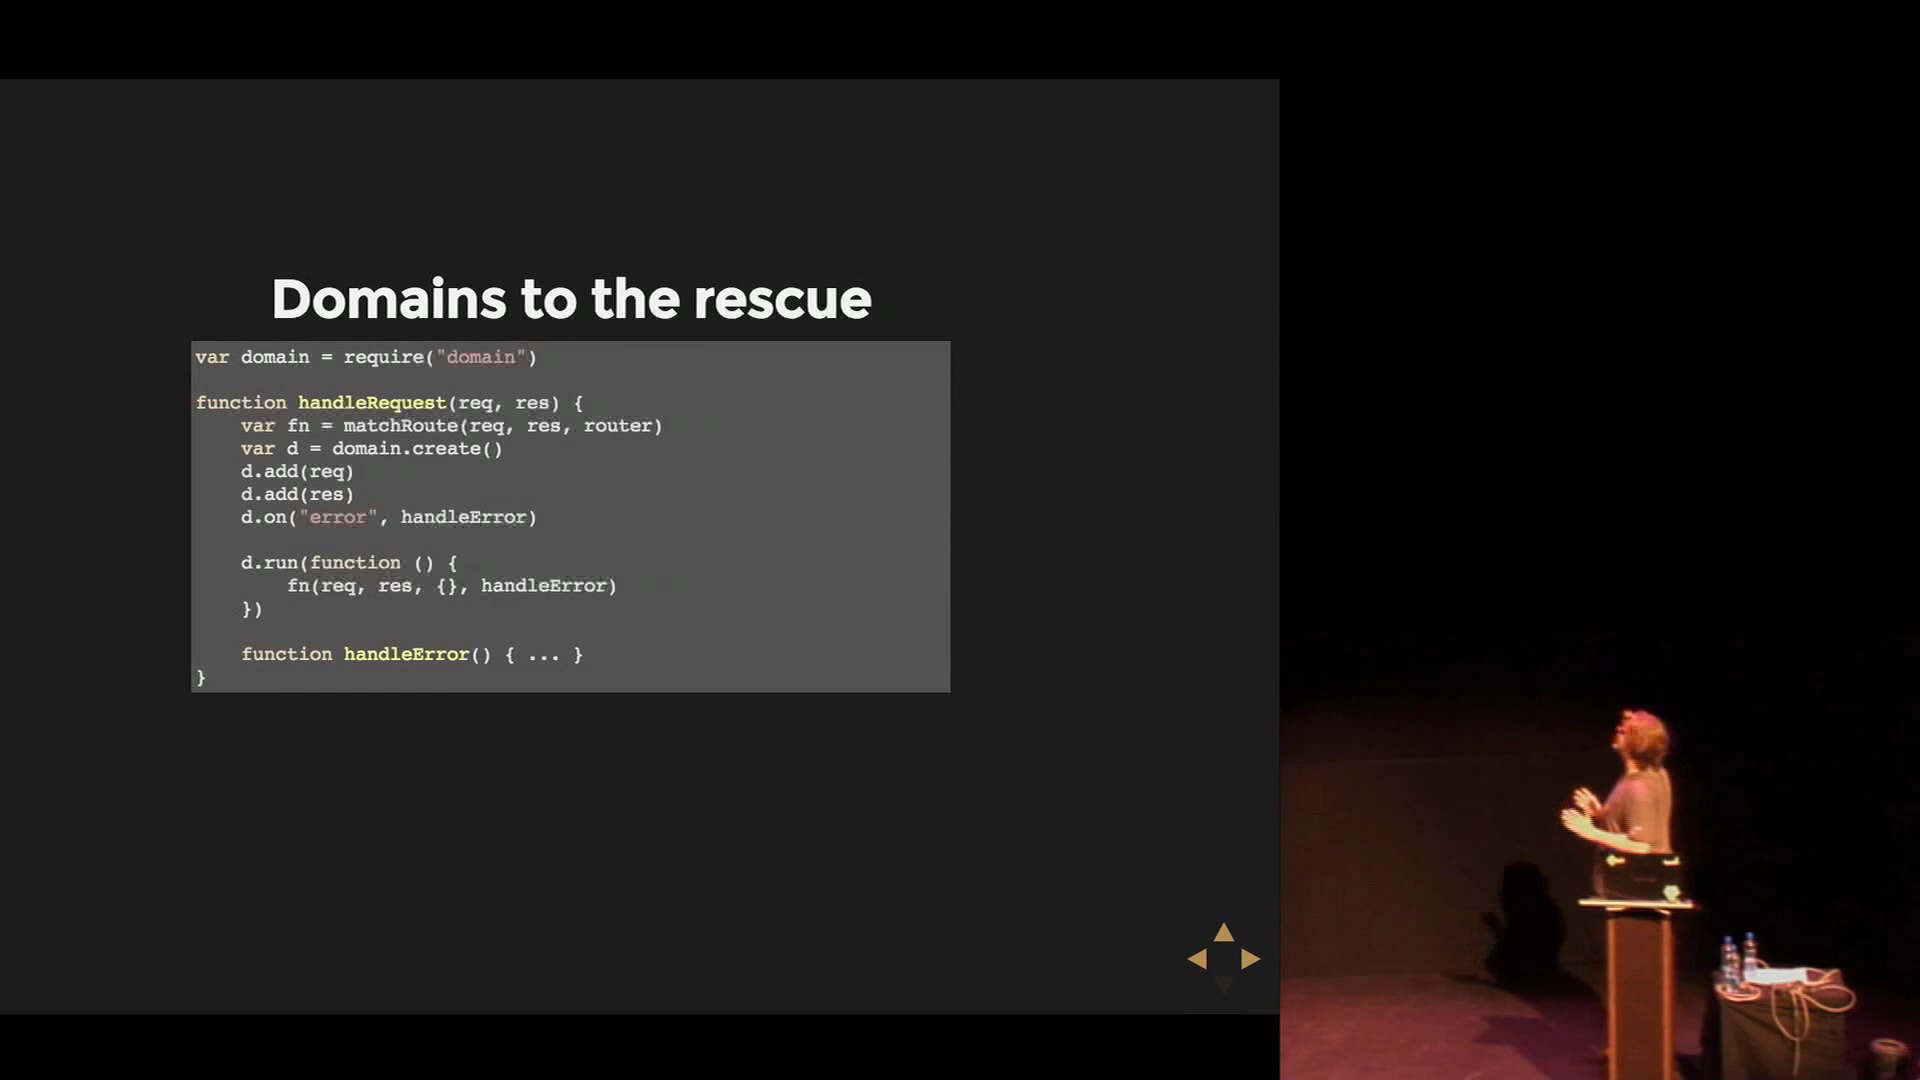 Domains to the rescue
var domain = require("domain")
function handleRequest(req, res) {
    var fn = matchRoute(req, res, router)
    var d = domain.create()
    d.add(req)
    d.add(res)
    d.on("error", handleError)
    d.run(function () {
        fn(req, res, {}, handleError)
    })
    function handleError() { ... }
}